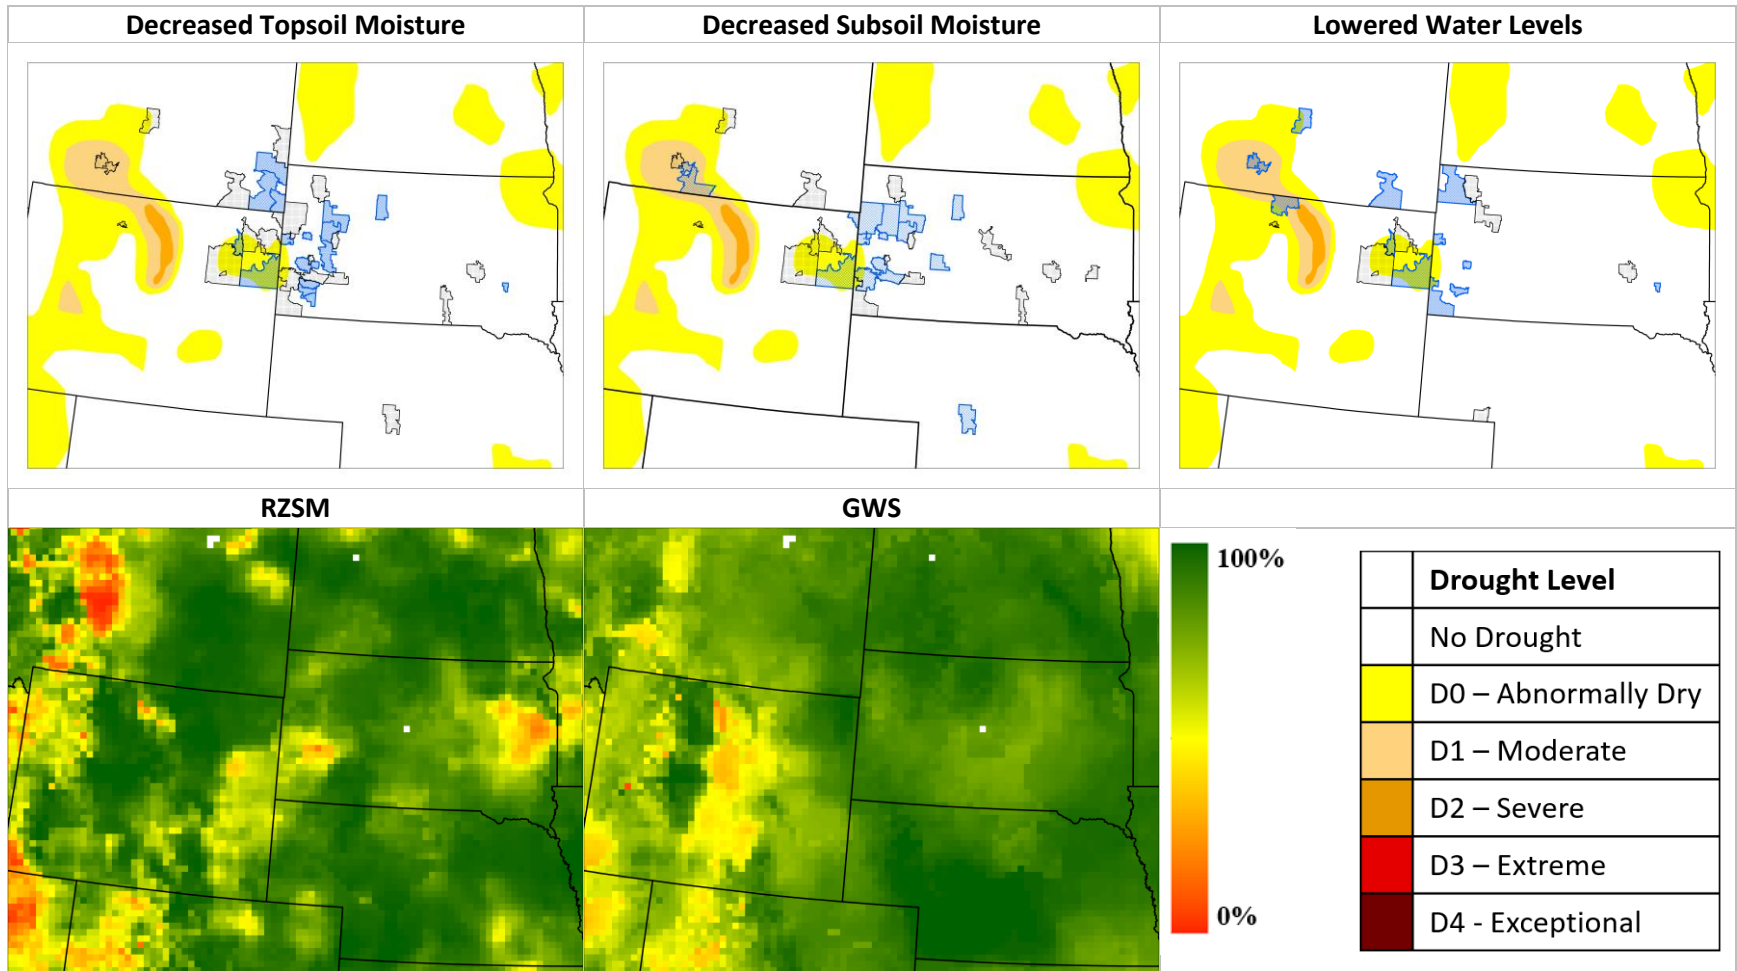 Decreased Topsoil Moisture
Decreased Subsoil Moisture
Lowered Water Levels
RZSM
GWS
100%
0%
Drought Level
No Drought
D0 – Abnormally Dry
D1 – Moderate
D2 – Severe
D3 – Extreme
D4 - Exceptional